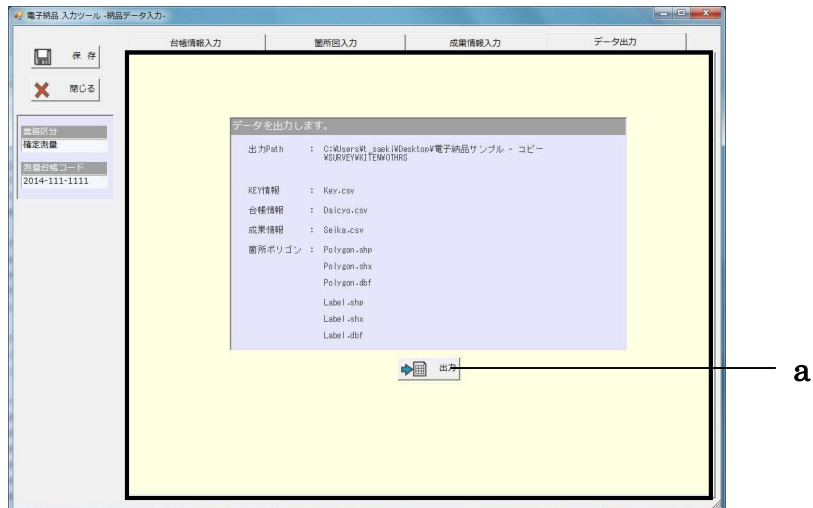 電子納品 入力ツール -納品データ入力-
保 存
閉じる
業務区分
確定測量
測量台帳コード
2014-111-1111
台帳情報入力
箇所図入力
成果情報入力
データ出力
データを出力します。
出力Path : C:¥Users¥t_saeki¥Desktop¥電子納品サンプル - コピー
¥SURVEY¥KITEN¥OTHRS
KEY情報 : Key.csv
台帳情報 : Daicyo.csv
成果情報 : Seika.csv
箇所ポリゴン : Polygon.shp
Polygon.shx
Polygon.dbf
Label.shp
Label.shx
Label.dbf
出力
a